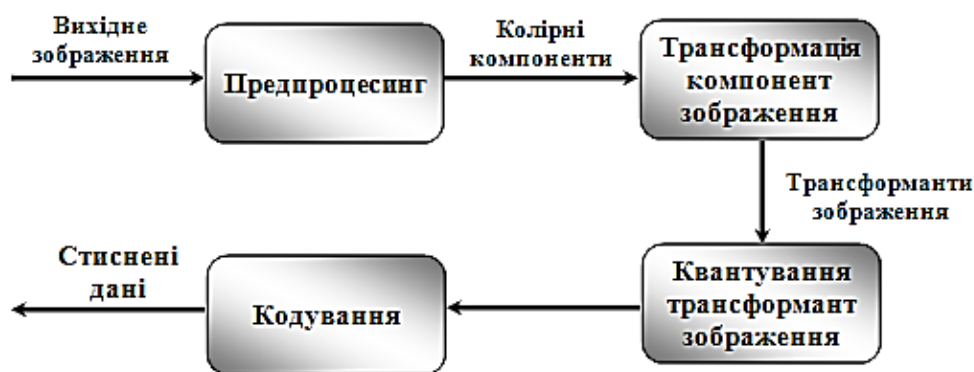 Вихідне
зображення
Предпроцесинг
Колірні
компоненти
Трансформація
компонент
зображення
Трансформанти
зображення
Квантування
трансформант
зображення
Кодування
Стиснені
дані